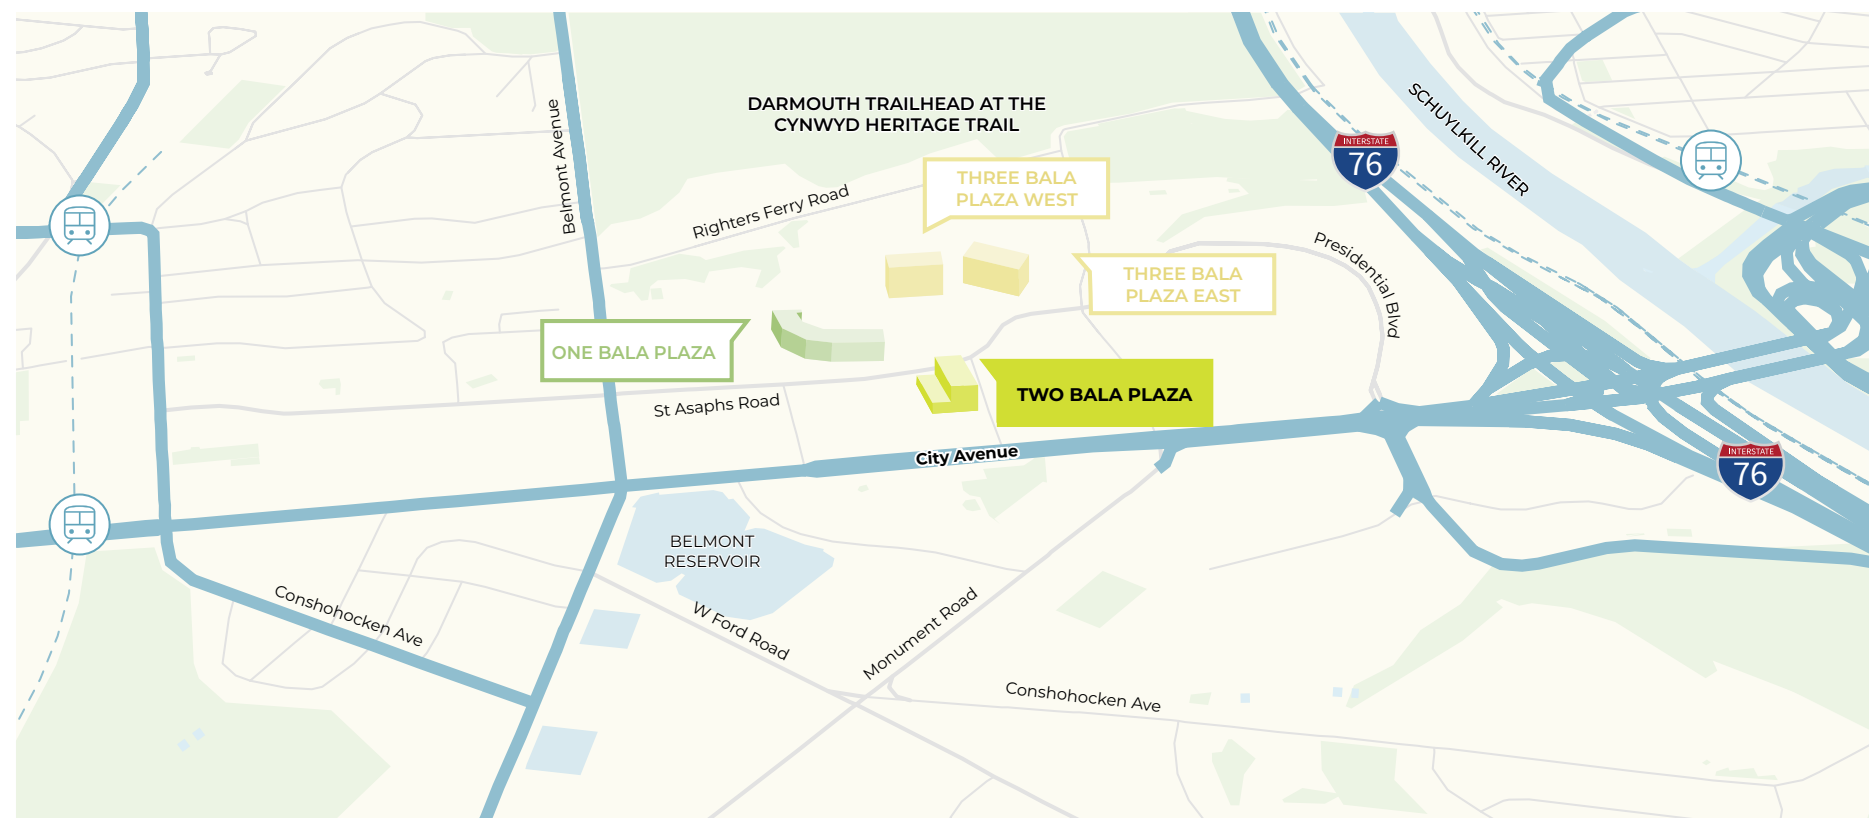 DARMOUTH TRAILHEAD AT THE
CYNWYD HERITAGE TRAIL
SCHUYLKILL RIVER
INTERSTATE
76
Belmont Avenue
Righters Ferry Road
THREE BALA
PLAZA WEST
Presidential Blvd
THREE BALA
PLAZA EAST
ONE BALA PLAZA
TWO BALA PLAZA
St Asaphs Road
City Avenue
INTERSTATE
76
BELMONT
RESERVOIR
Conshohocken Ave
W Ford Road
Monument Road
Conshohocken Ave